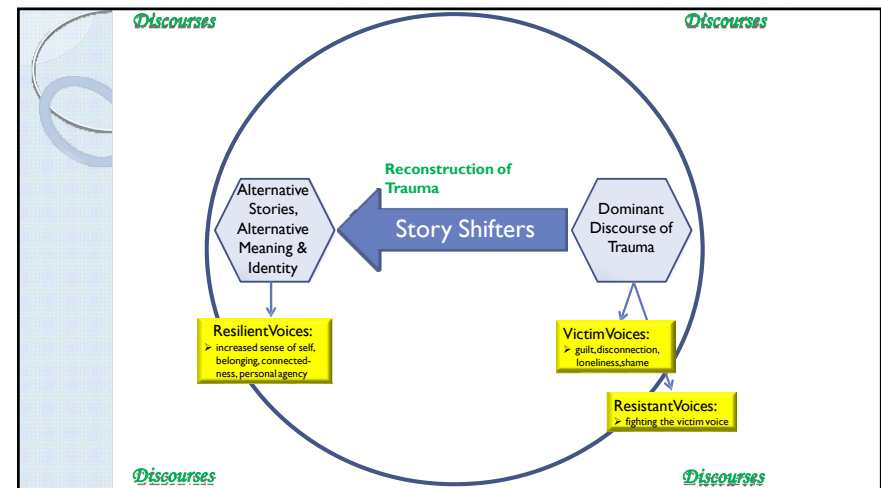 Discourses
Discourses
Reconstruction of
Trauma
Alternative
Stories,
Alternative
Meaning &
Identity
Story Shifters
Dominant
Discourse of
Trauma
ResilientVoices:
➢ increased sense of self,
belonging, connected-
ness, personal agency
VictimVoices:
➢ guilt,disconnection,
loneliness,shame
ResistantVoices:
➢ fighting the victim voice
Discourses
Discourses